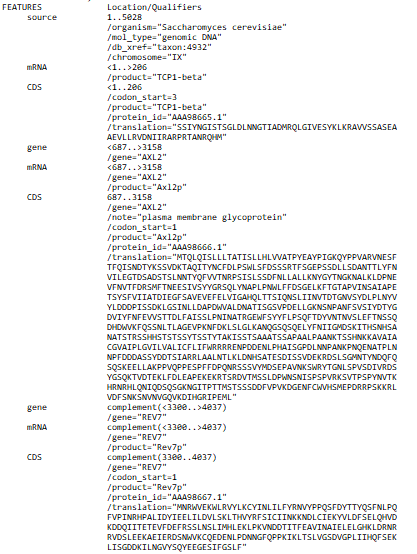 FEATURES Location/Qualifiers
source 1..5028
/organism="Saccharomyces cerevisiae"
/mol_type="genomic DNA"
/db_xref="taxon:4932"
/chromosome="IX"
mRNA <1..>206
/product="TCP1-beta"
CDS <1..206
/codon_start=3
/product="TCP1-beta"
/protein_id="AAA98665.1"
/translation="SSIYNGISTSGLDLNNGTIADMRQLGIVESYKLKRAVVSSASEA
AEVLLRVDNIIRARPRTANRQHM"
gene <687..>3158
/gene="AXL2"
mRNA <687..>3158
/gene="AXL2"
/product="Axl2p"
CDS 687..3158
/gene="AXL2"
/note="plasma membrane glycoprotein"
/codon_start=1
/product="Axl2p"
/protein_id="AAA98666.1"
/translation="MTQLQISLLLTATISLLHLVVATPYEAYPIGKQYPPVARVNESF
TFQISNDTYKSSVDKTAQITYNCFDLPSWLSFDSSSRTFSGEPSSDLLSDANTTLYFN
VILEGTDSADSTSLNNTYQFVVTNRPSISLSSDFNLLALLKNYGYTNGKNALKLDPNE
VFNVTFDRSMFTNEESIVSYYGRSQLYNAPLPNWLFFDSGELKFTGTAPVINSAIAPE
TSYSFVIIATDIEGFSAVEVEFELVIGAHQLTTSIQNSLIINVTDTGNVSYDLPLNYV
YLDDDPISSDKLGSINLLDAPDWVALDNATISGSVPDELLGKNSNPANFSVSIYDTYG
DVIYFNFEVVSTTDLFAISSLPNINATRGEWFSYYFLPSQFTDYVNTNVSLEFTNSSQ
DHDWVKFQSSNLTLAGEVPKNFDKLSLGLKANQGSQSQELYFNIIGMDSKITHSNHSA
NATSTRSSHHSTSTSSYTSSTYTAKISSTSAAATSSAPAALPAANKTSSHNKKAVAIA
CGVAIPLGVILVALICFLIFWRRRRENPDDENLPHAISGPDLNNPANKPNQENATPLN
NPFDDDASSYDDTSIARRLAALNTLKLDNHSATESDISSVDEKRDSLSGMNTYNDQFQ
SQSKEELLAKPPVQPPESPFFDPQNRSSSVYMDSEPAVNKSWRYTGNLSPVSDIVRDS
YGSQKTVDTEKLFDLEAPEKEKRTSRDVTMSSLDPWNSNISPSPVRKSVTPSPYNVTK
HRNRHLQNIQDSQSGKNGITPTTMSTSSSDDFVPVKDGENFCWVHSMEPDRRPSKKRL
VDFSNKSNVNVGQVKDIHGRIPEML"
gene complement(<3300..>4037)
/gene="REV7"
mRNA complement(<3300..>4037)
/gene="REV7"
/product="Rev7p"
CDS complement(3300..4037)
/gene="REV7"
/codon_start=1
/product="Rev7p"
/protein_id="AAA98667.1"
/translation="MNRWVEKWLRVYLKCYINLILFYRNVYPPQSFDYTTYQSFNLPQ
FVPINRHPALIDYIEELILDVLSKLTHVYRFSICIINKKNDLCIEKYVLDFSELQHVD
KDDQIITETEVFDEFRSSLNSLIMHLEKLPKVNDDTITFEAVINAIELELGHKLDRNR
RVDSLEEKAEIERDSNWVKCQEDENLPDNNGFQPPKIKLTSLVGSDVGPLIIHQFSEK
LISGDDKILNGVYSQYEEGESIFGSLF"